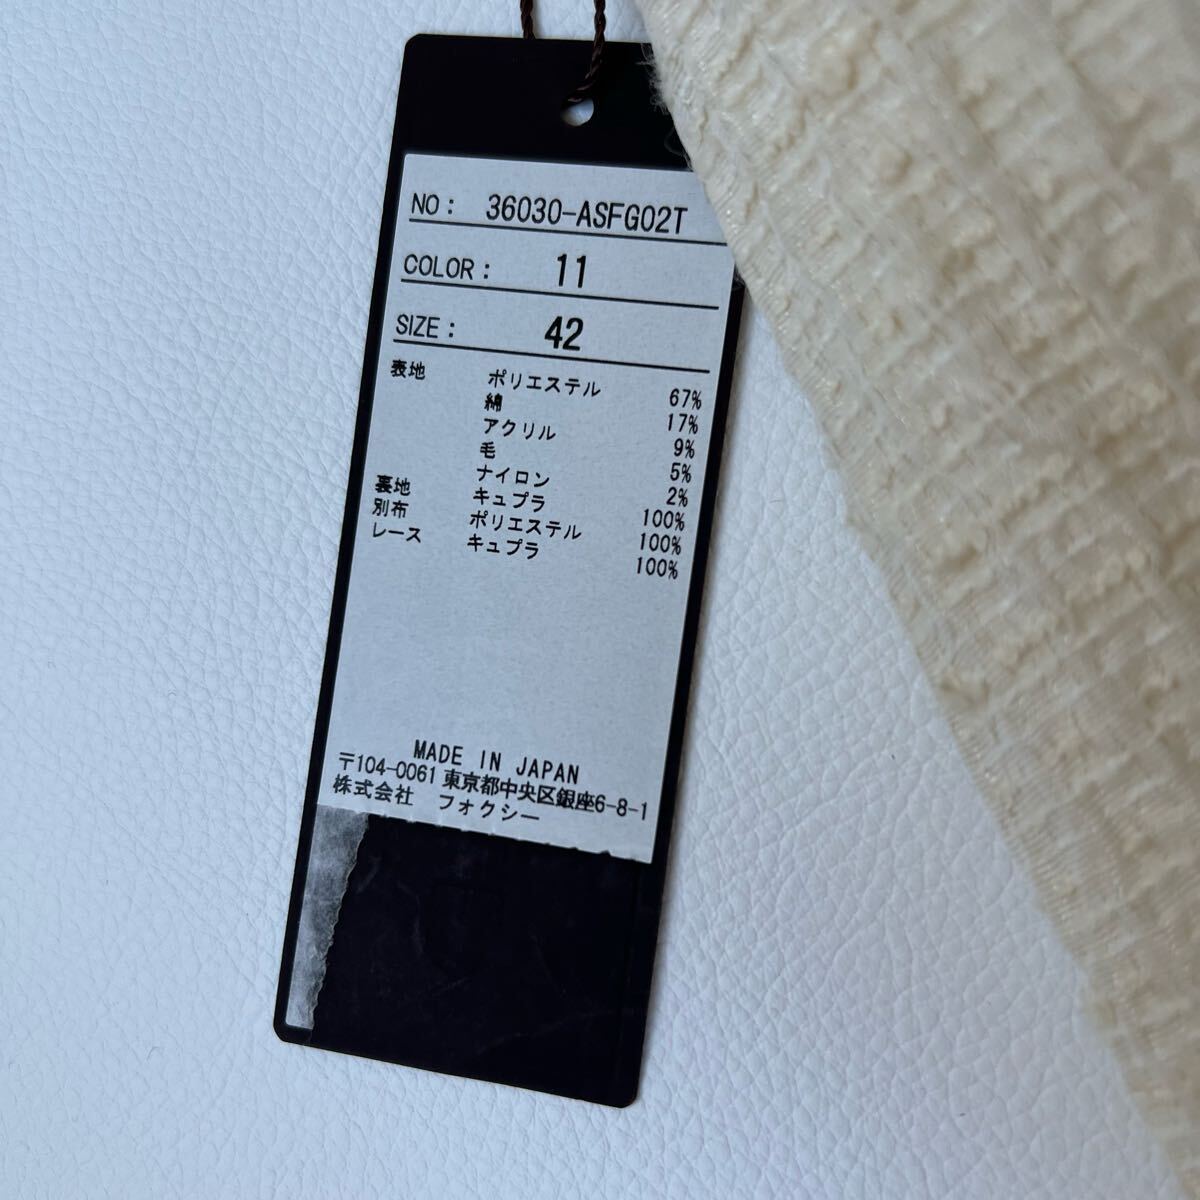 NO: 36030-ASFG02T
COLOR: 11
SIZE: 42
表地 ポリエステル 67%
綿 17%
アクリル 9%
毛 5%
ナイロン 2%
裏地 キュプラ 100%
別布 ポリエステル 100%
レース キュプラ 100%
MADE IN JAPAN
〒104-0061 東京都中央区銀座6-8-1
株式会社 フォクシー